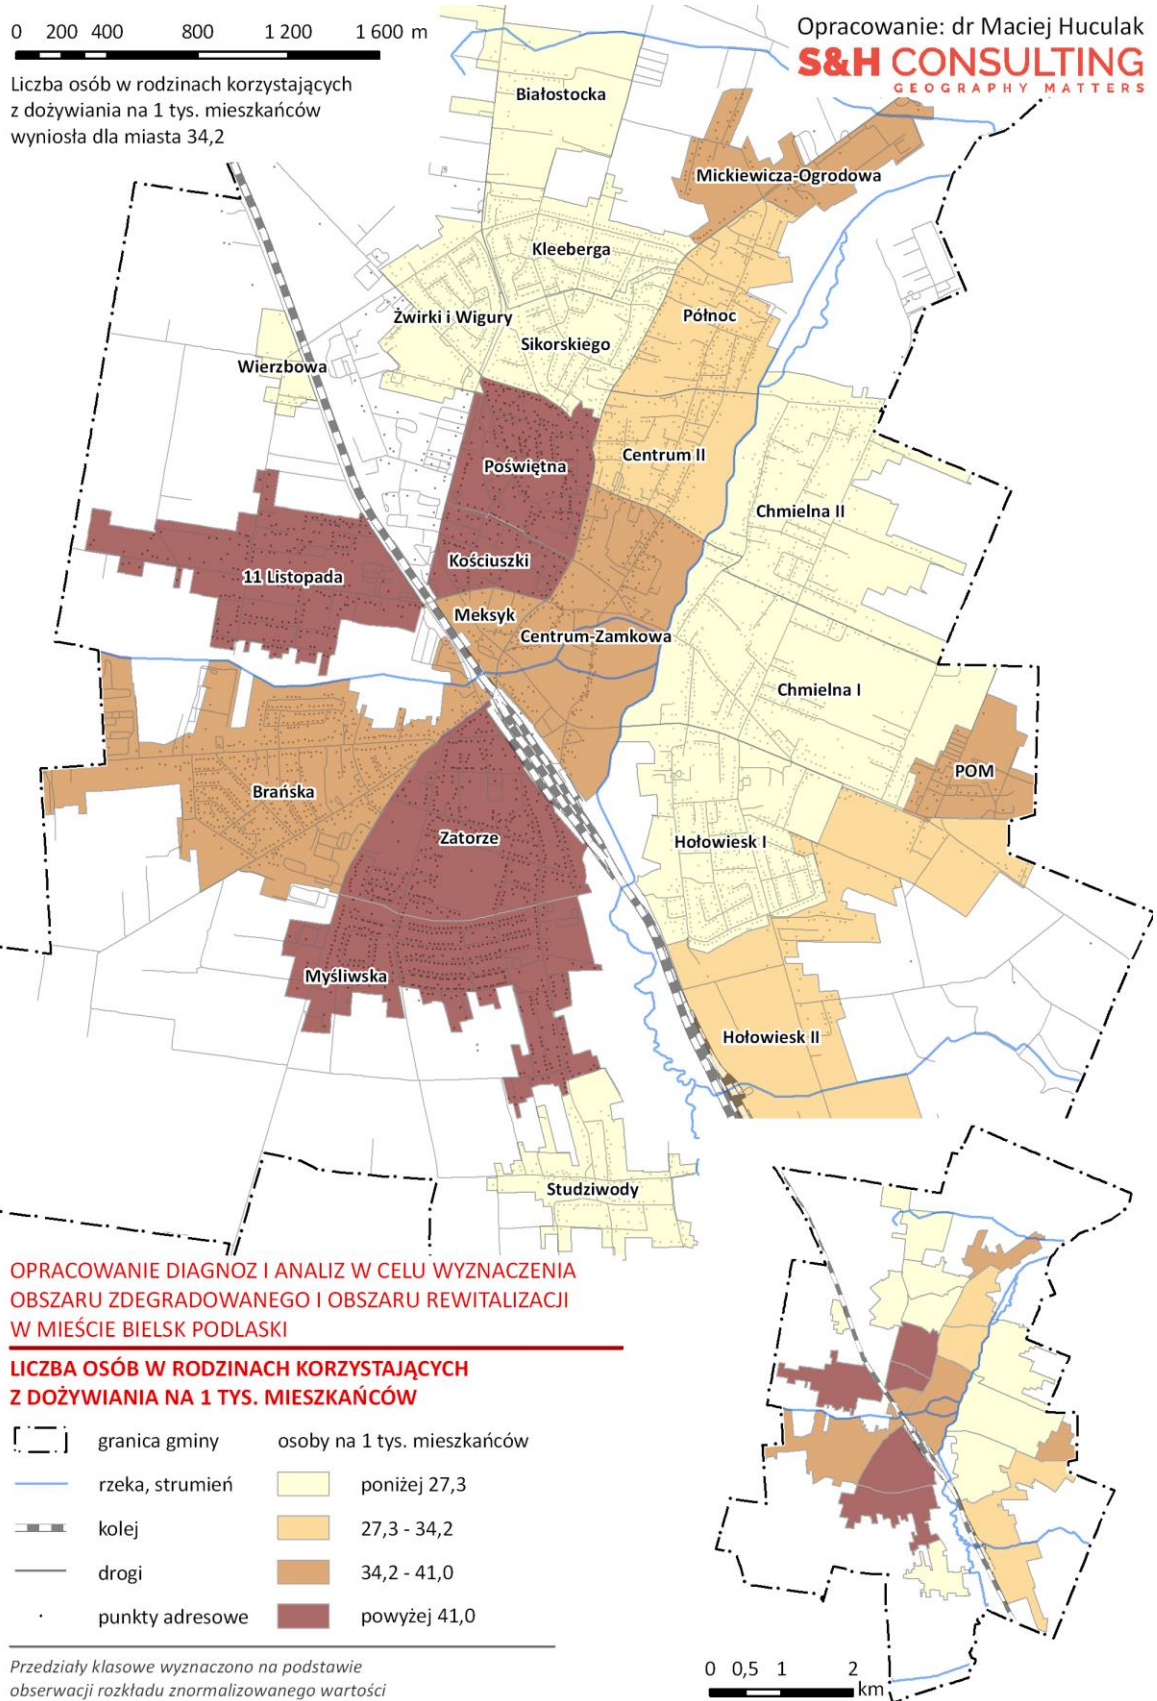 0 200 400 800 1 200 1 600 m
Opracowanie: dr Maciej Huculak
S&H CONSULTING
GEOGRAPHY MATTERS
Liczba osób w rodzinach korzystających
z dożywiania na 1 tys. mieszkańców
wyniosła dla miasta 34,2
Białostocka
Mickiewicza-Ogrodowa
Kleeberga
Żwirki i Wigury
Północ
Sikorskiego
Wierzbowa
Centrum II
Poświętna
Chmielna II
Kościuszki
11 Listopada
Meksyk
Centrum-Zamkowa
Chmielna I
POM
Brańska
Zatorze
Hołowiesk I
Myśliwska
Hołowiesk II
Studziwody
OPRACOWANIE DIAGNOZ I ANALIZ W CELU WYZNACZENIA
OBSZARU ZDEGRADOWANEGO I OBSZARU REWITALIZACJI
W MIEŚCIE BIELSK PODLASKI
LICZBA OSÓB W RODZINACH KORZYSTAJĄCYCH
Z DOŻYWIANIA NA 1 TYS. MIESZKAŃCÓW
granica gminy osoby na 1 tys. mieszkańców
rzeka, strumień poniżej 27,3
kolej 27,3 - 34,2
drogi 34,2 - 41,0
punkty adresowe powyżej 41,0
Przedziały klasowe wyznaczono na podstawie
obserwacji rozkładu znormalizowanego wartości
0 0,5 1 2
km